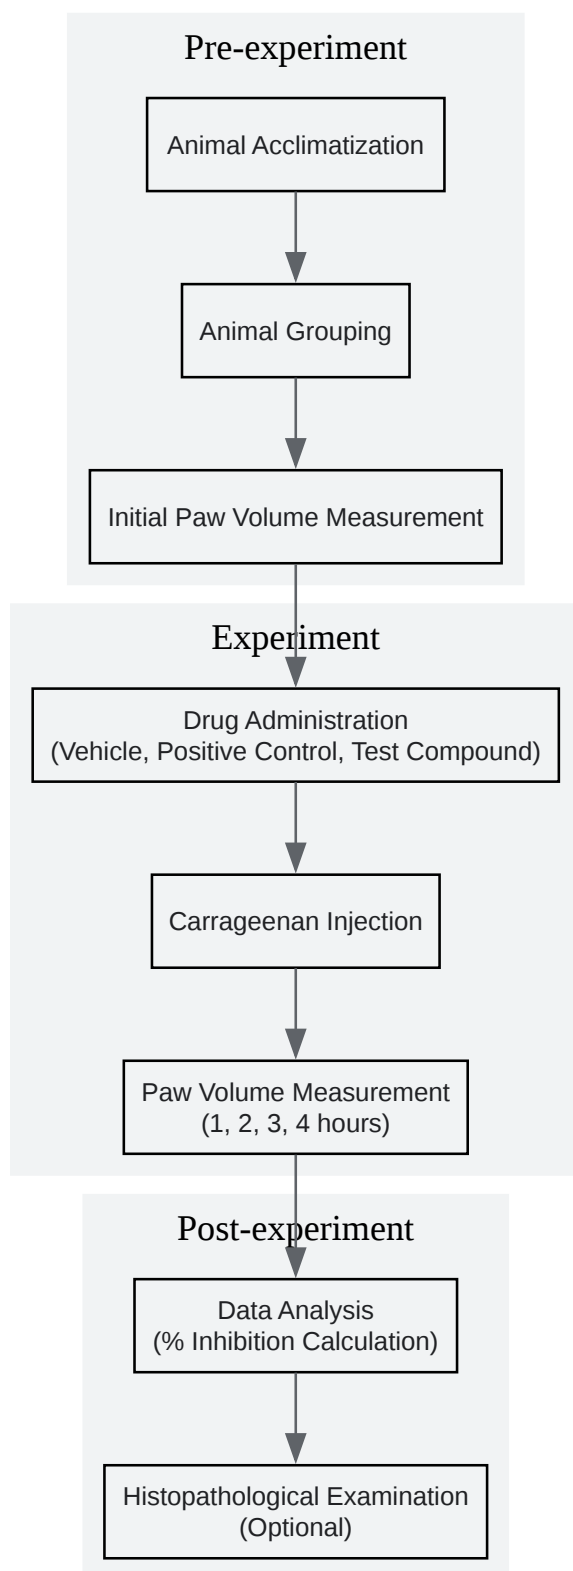 Pre-experiment
Animal Acclimatization
Animal Grouping
Initial Paw Volume Measurement
Experiment
Drug Administration
(Vehicle, Positive Control, Test Compound)
Carrageenan Injection
Paw Volume Measurement
(1, 2, 3, 4 hours)
Post-experiment
Data Analysis
(% Inhibition Calculation)
Histopathological Examination
(Optional)